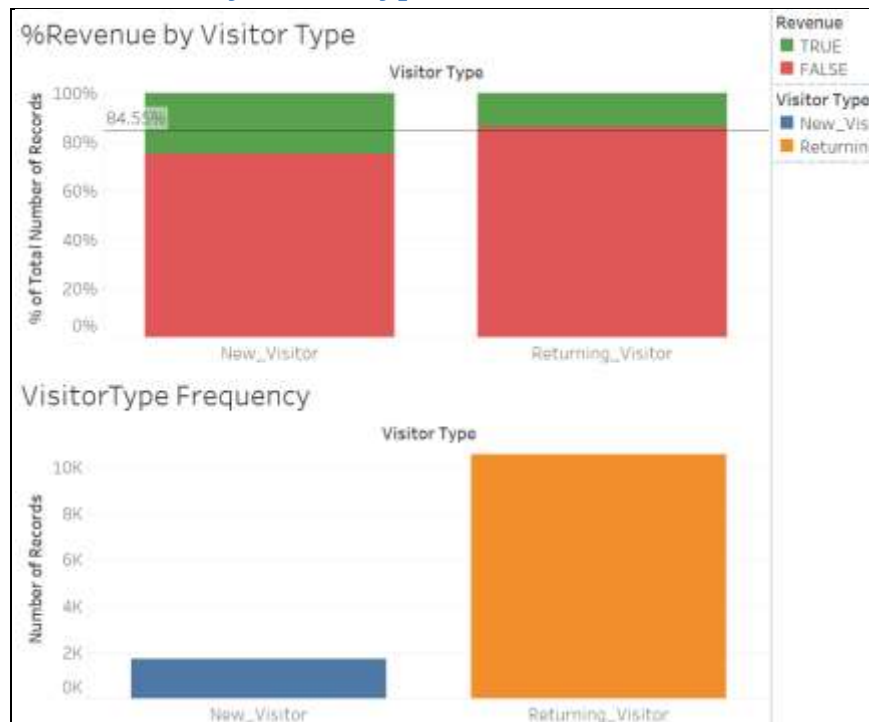 %Revenue by Visitor Type
Visitor Type
100%
84.55%
80%
60%
40%
20%
0%
% of Total Number of Records
New_Visitor
Returning_Visitor
Revenue
TRUE
FALSE
Visitor Type
New_Vis
Returnin
VisitorType Frequency
Visitor Type
10K
8K
6K
4K
2K
0K
Number of Records
New_Visitor
Returning_Visitor